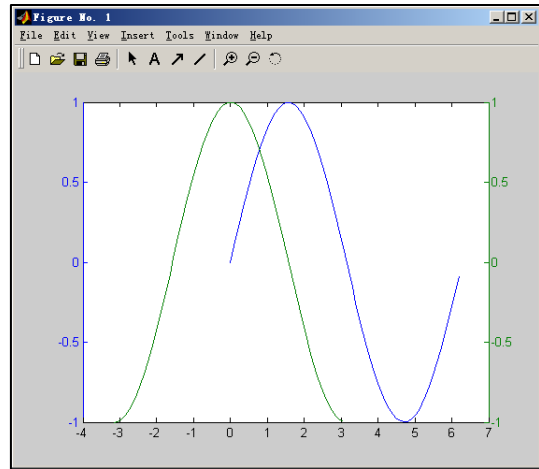 Figure No. 1
File Edit View Insert Tools Window Help
A
1 1
0.5 0.5
0 0
-0.5 -0.5
-1 -1
-4 -3 -2 -1 0 1 2 3 4 5 6 7